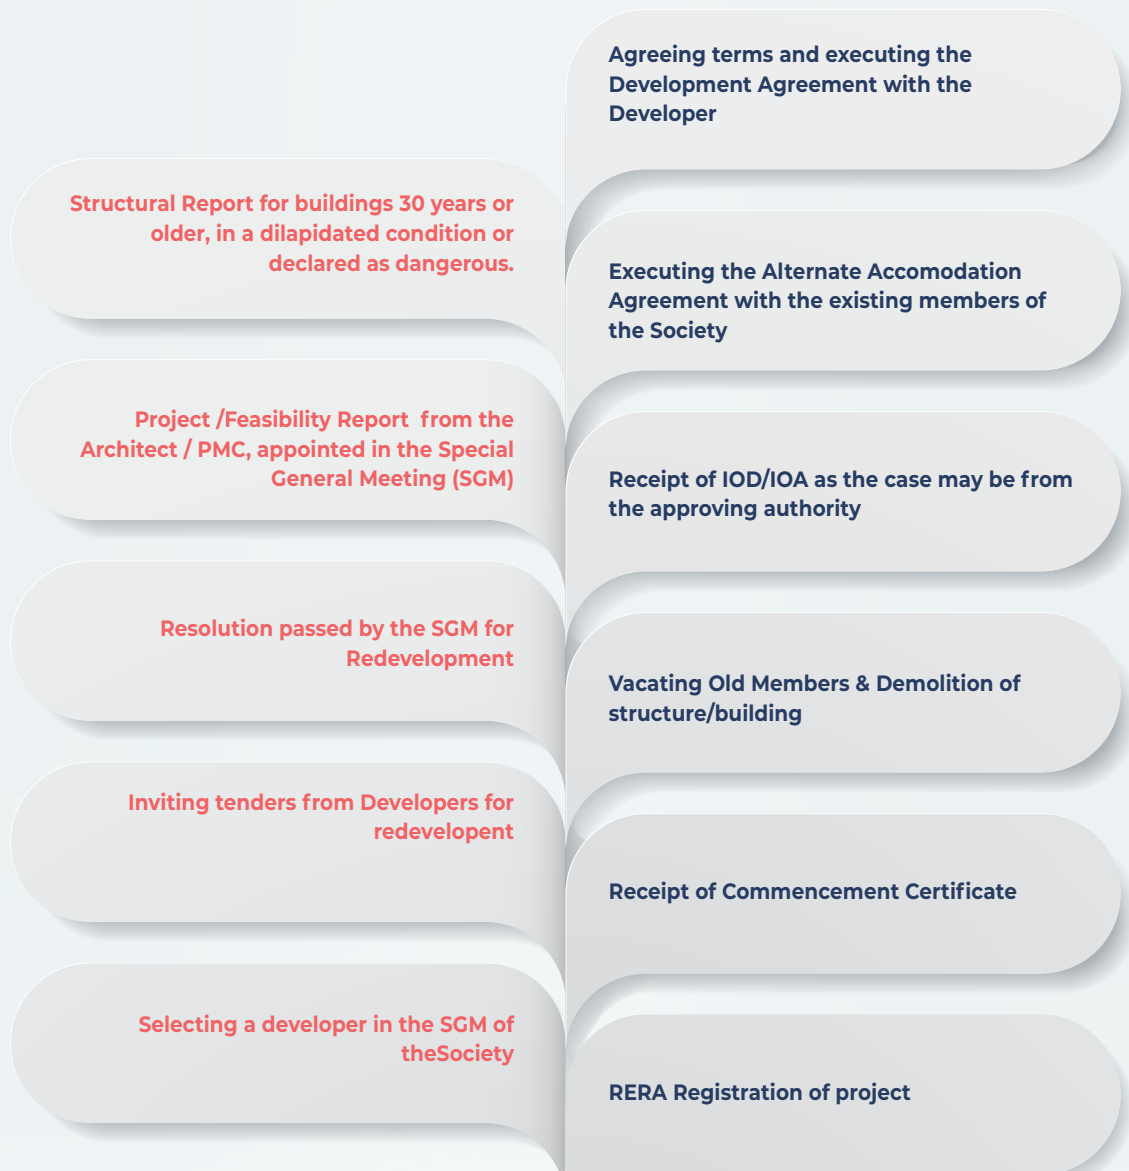 Structural Report for buildings 30 years or
older, in a dilapidated condition or
declared as dangerous.
Project /Feasibility Report from the
Architect / PMC, appointed in the Special
General Meeting (SGM)
Resolution passed by the SGM for
Redevelopment
Inviting tenders from Developers for
redevelopent
Selecting a developer in the SGM of
theSociety
Agreeing terms and executing the
Development Agreement with the
Developer
Executing the Alternate Accomodation
Agreement with the existing members of
the Society
Receipt of IOD/IOA as the case may be from
the approving authority
Vacating Old Members & Demolition of
structure/building
Receipt of Commencement Certificate
RERA Registration of project